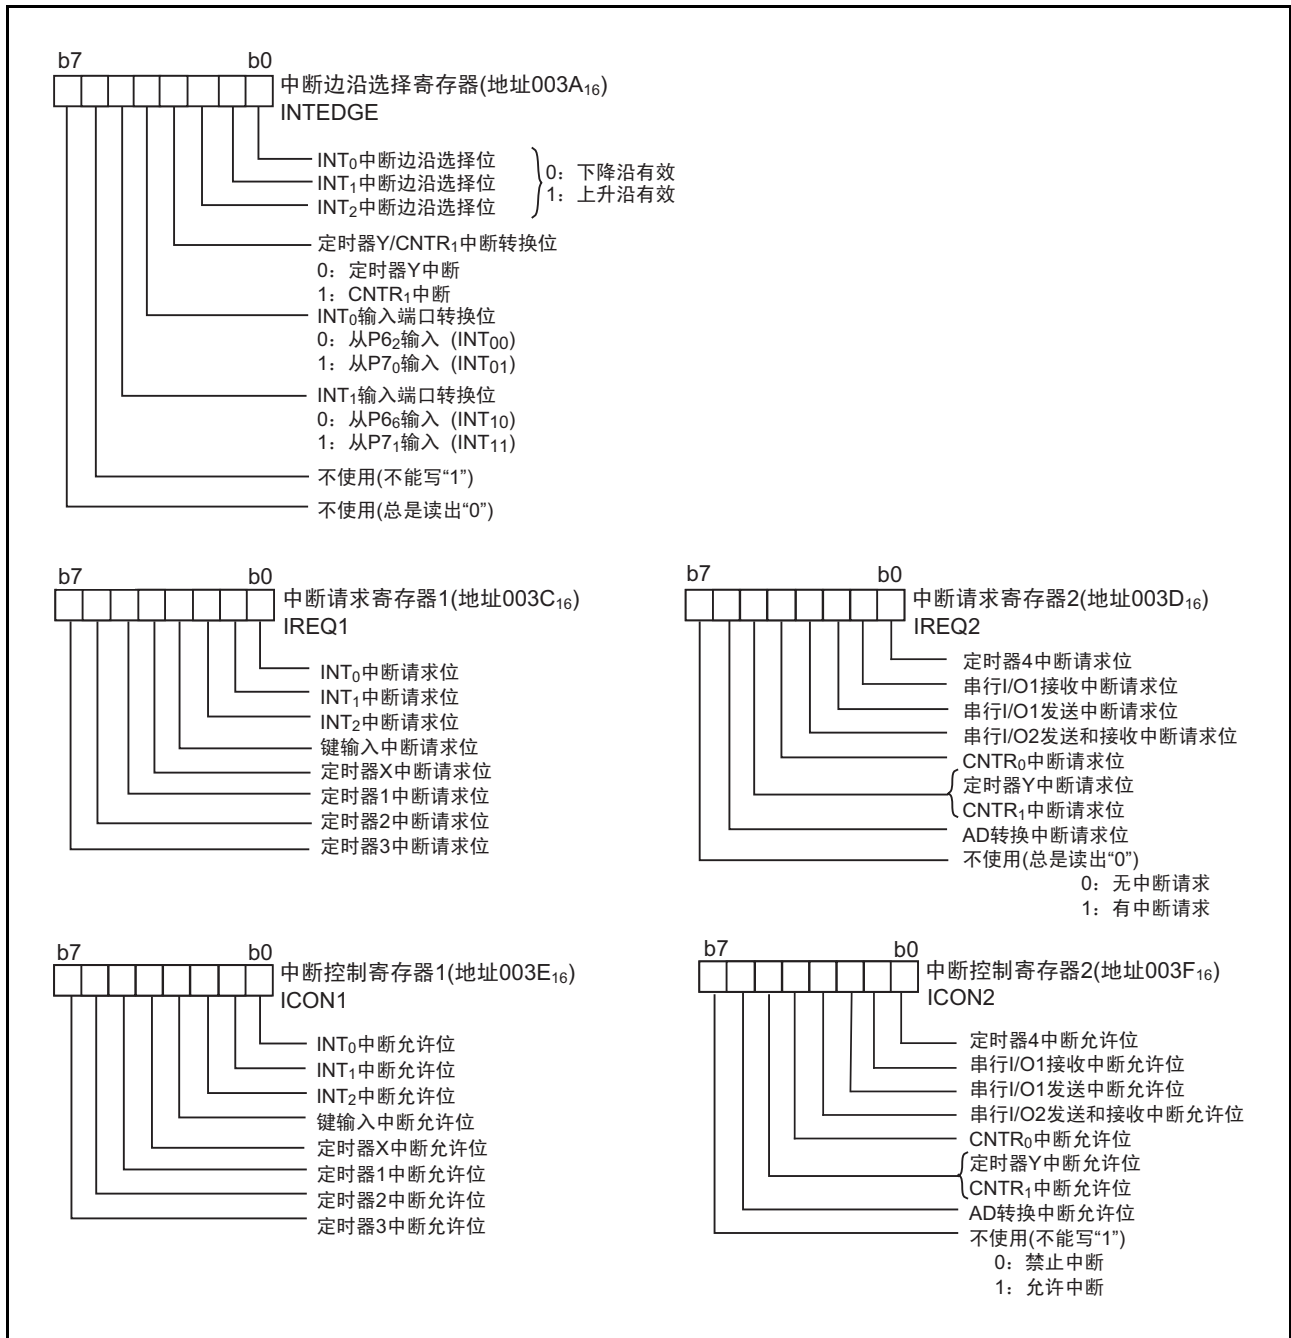 b7 b0
中断边沿选择寄存器(地址003A₁₆)
INTEDGE
INT₀中断边沿选择位
INT₁中断边沿选择位
INT₂中断边沿选择位
0：下降沿有效
1：上升沿有效
定时器Y/CNTR₁中断转换位
0：定时器Y中断
1：CNTR₁中断
INT₀输入端口转换位
0：从P6₂输入 (INT₀₀)
1：从P7₀输入 (INT₀₁)
INT₁输入端口转换位
0：从P6₆输入 (INT₁₀)
1：从P7₁输入 (INT₁₁)
不使用(不能写“1”)
不使用(总是读出“0”)
b7 b0
中断请求寄存器1(地址003C₁₆)
IREQ1
INT₀中断请求位
INT₁中断请求位
INT₂中断请求位
键输入中断请求位
定时器X中断请求位
定时器1中断请求位
定时器2中断请求位
定时器3中断请求位
b7 b0
中断请求寄存器2(地址003D₁₆)
IREQ2
定时器4中断请求位
串行I/O1接收中断请求位
串行I/O1发送中断请求位
串行I/O2发送和接收中断请求位
CNTR₀中断请求位
定时器Y中断请求位
CNTR₁中断请求位
AD转换中断请求位
不使用(总是读出“0”)
0：无中断请求
1：有中断请求
b7 b0
中断控制寄存器1(地址003E₁₆)
ICON1
INT₀中断允许位
INT₁中断允许位
INT₂中断允许位
键输入中断允许位
定时器X中断允许位
定时器1中断允许位
定时器2中断允许位
定时器3中断允许位
b7 b0
中断控制寄存器2(地址003F₁₆)
ICON2
定时器4中断允许位
串行I/O1接收中断允许位
串行I/O1发送中断允许位
串行I/O2发送和接收中断允许位
CNTR₀中断允许位
定时器Y中断允许位
CNTR₁中断允许位
AD转换中断允许位
不使用(不能写“1”)
0：禁止中断
1：允许中断